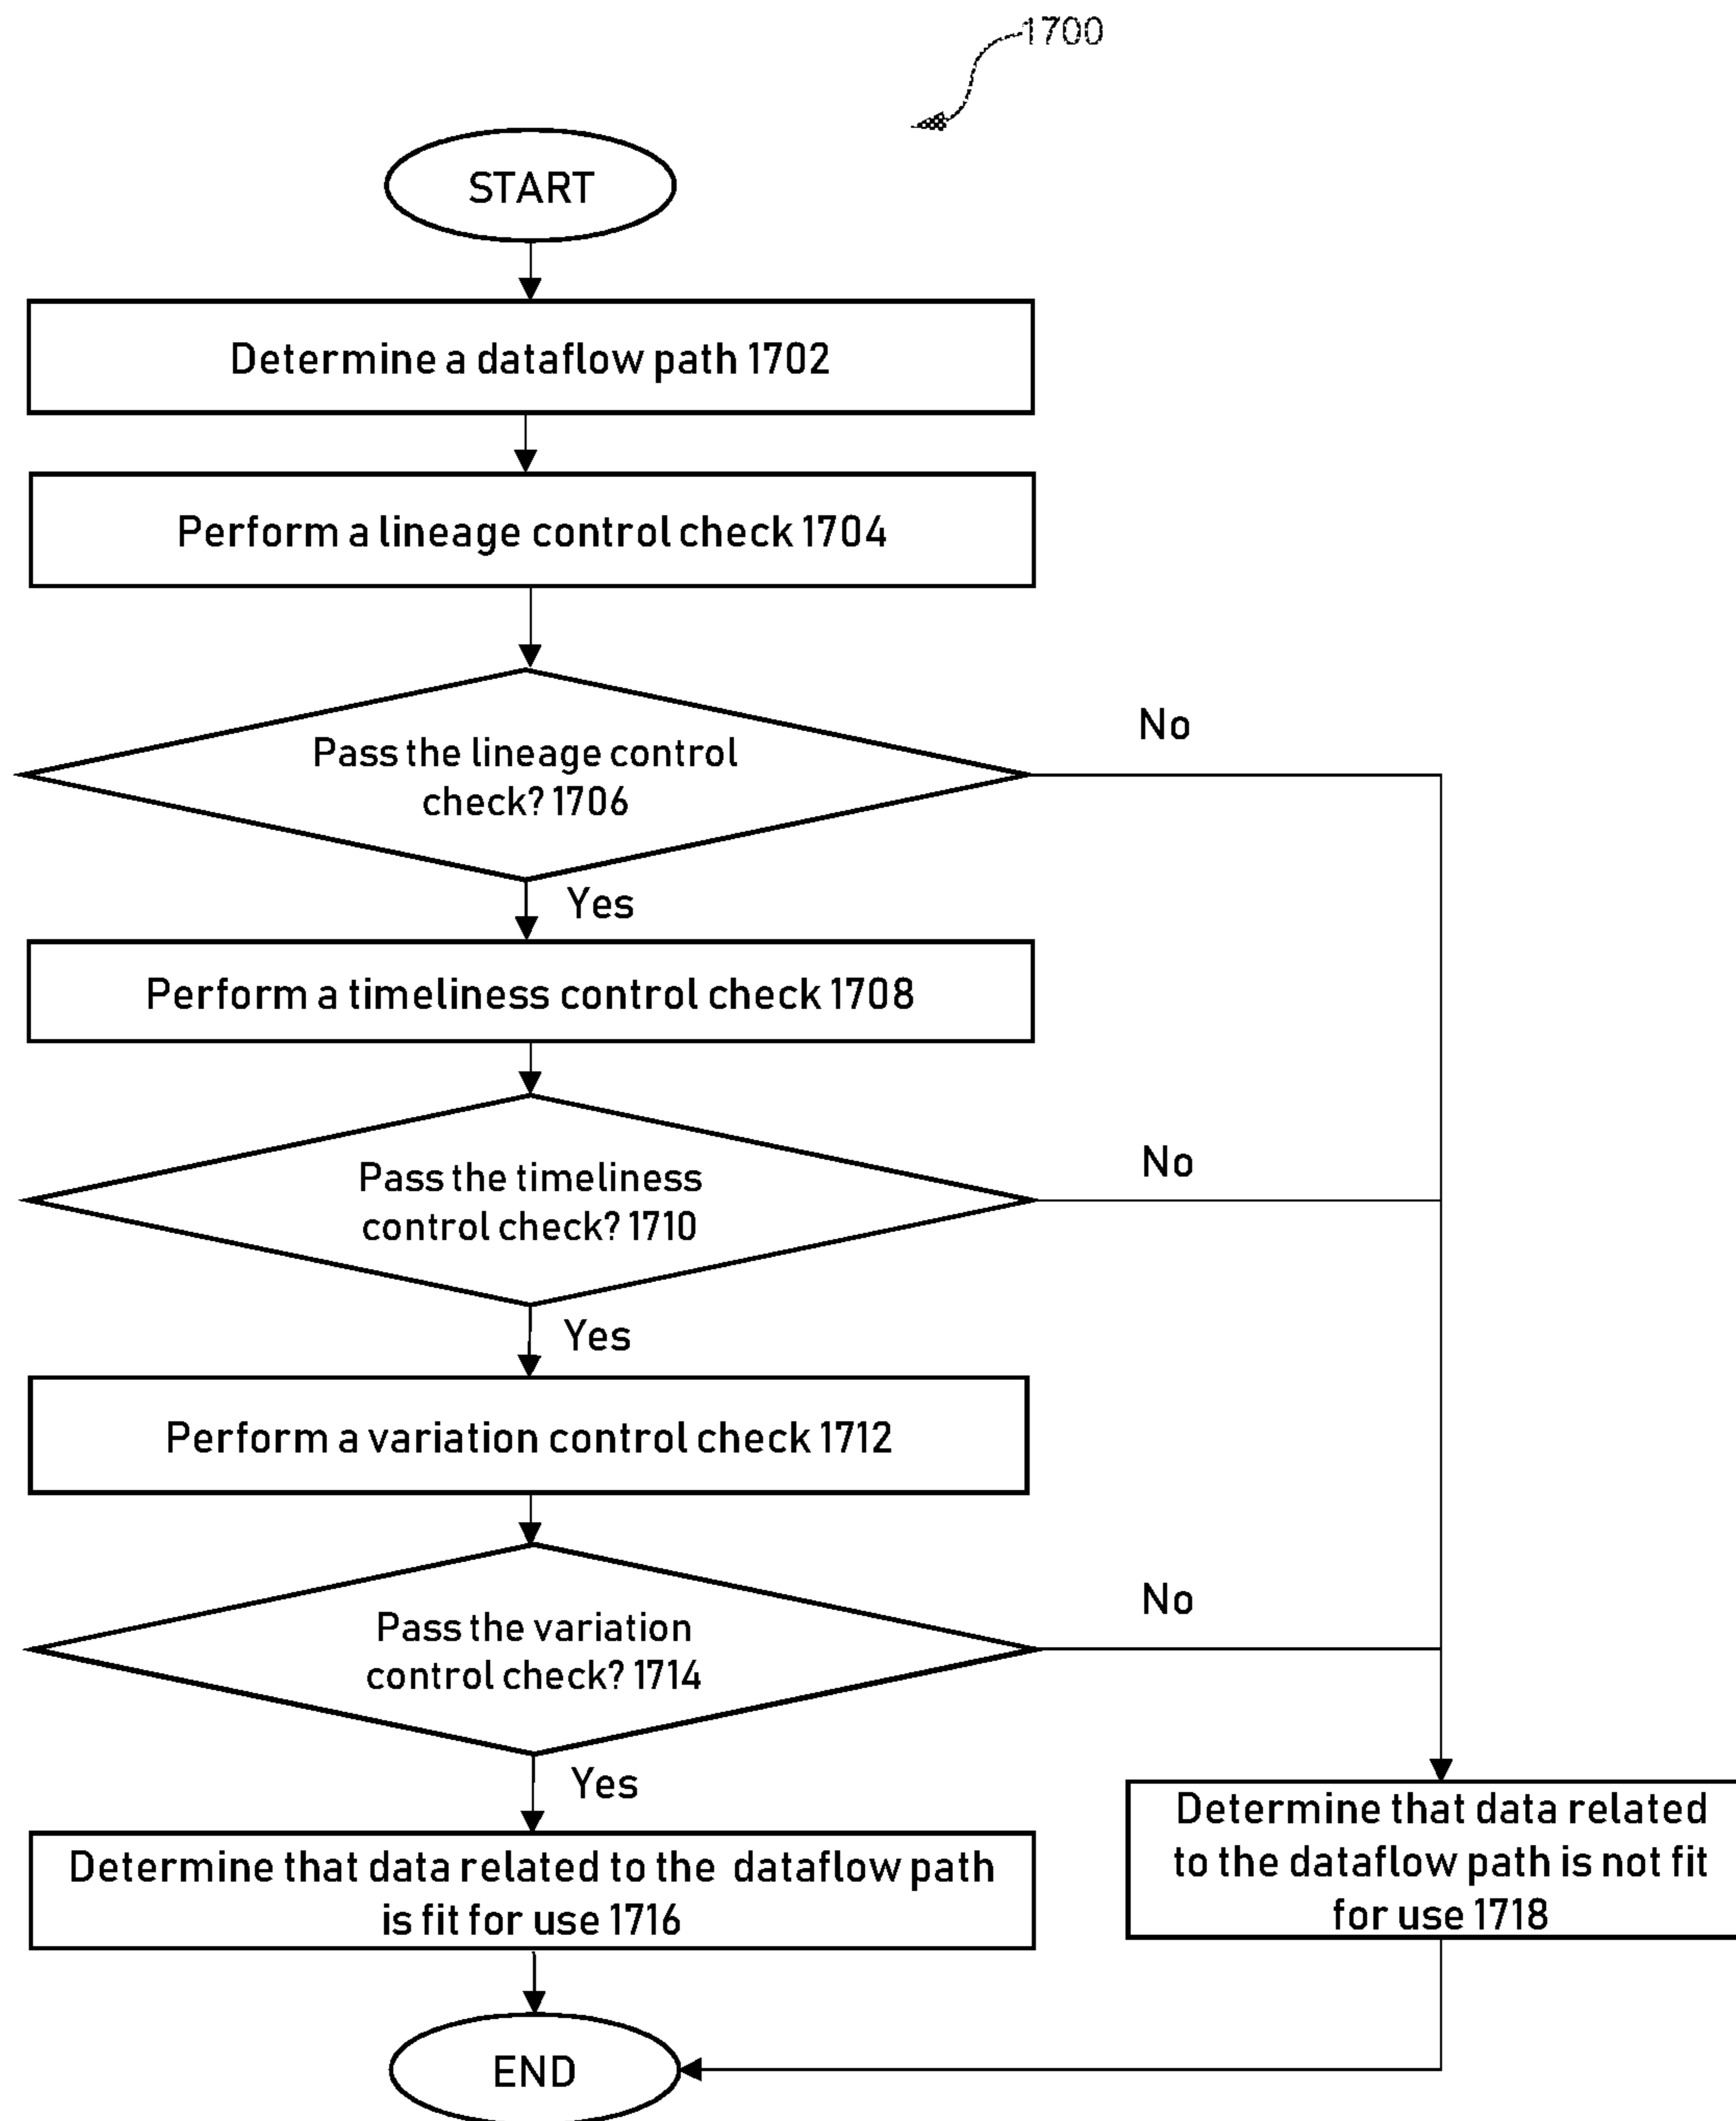 1700
START
Determine a dataflow path 1702
Perform a lineage control check 1704
Pass the lineage control
check? 1706
No
Yes
Perform a timeliness control check 1708
Pass the timeliness
control check? 1710
No
Yes
Perform a variation control check 1712
Pass the variation
control check? 1714
No
Yes
Determine that data related to the dataflow path
is fit for use 1716
Determine that data related
to the dataflow path is not fit
for use 1718
END